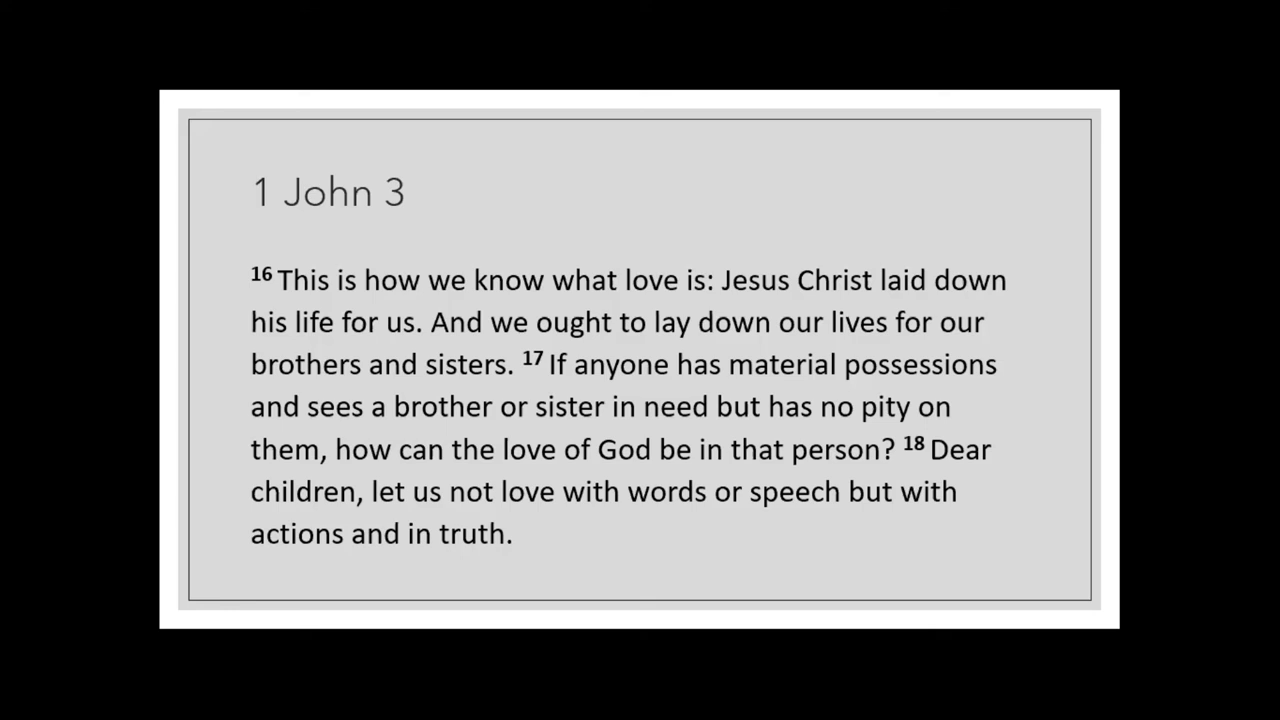 1 John 3
16 This is how we know what love is: Jesus Christ laid down
his life for us. And we ought to lay down our lives for our
brothers and sisters. 17 If anyone has material possessions
and sees a brother or sister in need but has no pity on
them, how can the love of God be in that person? 18 Dear
children, let us not love with words or speech but with
actions and in truth.